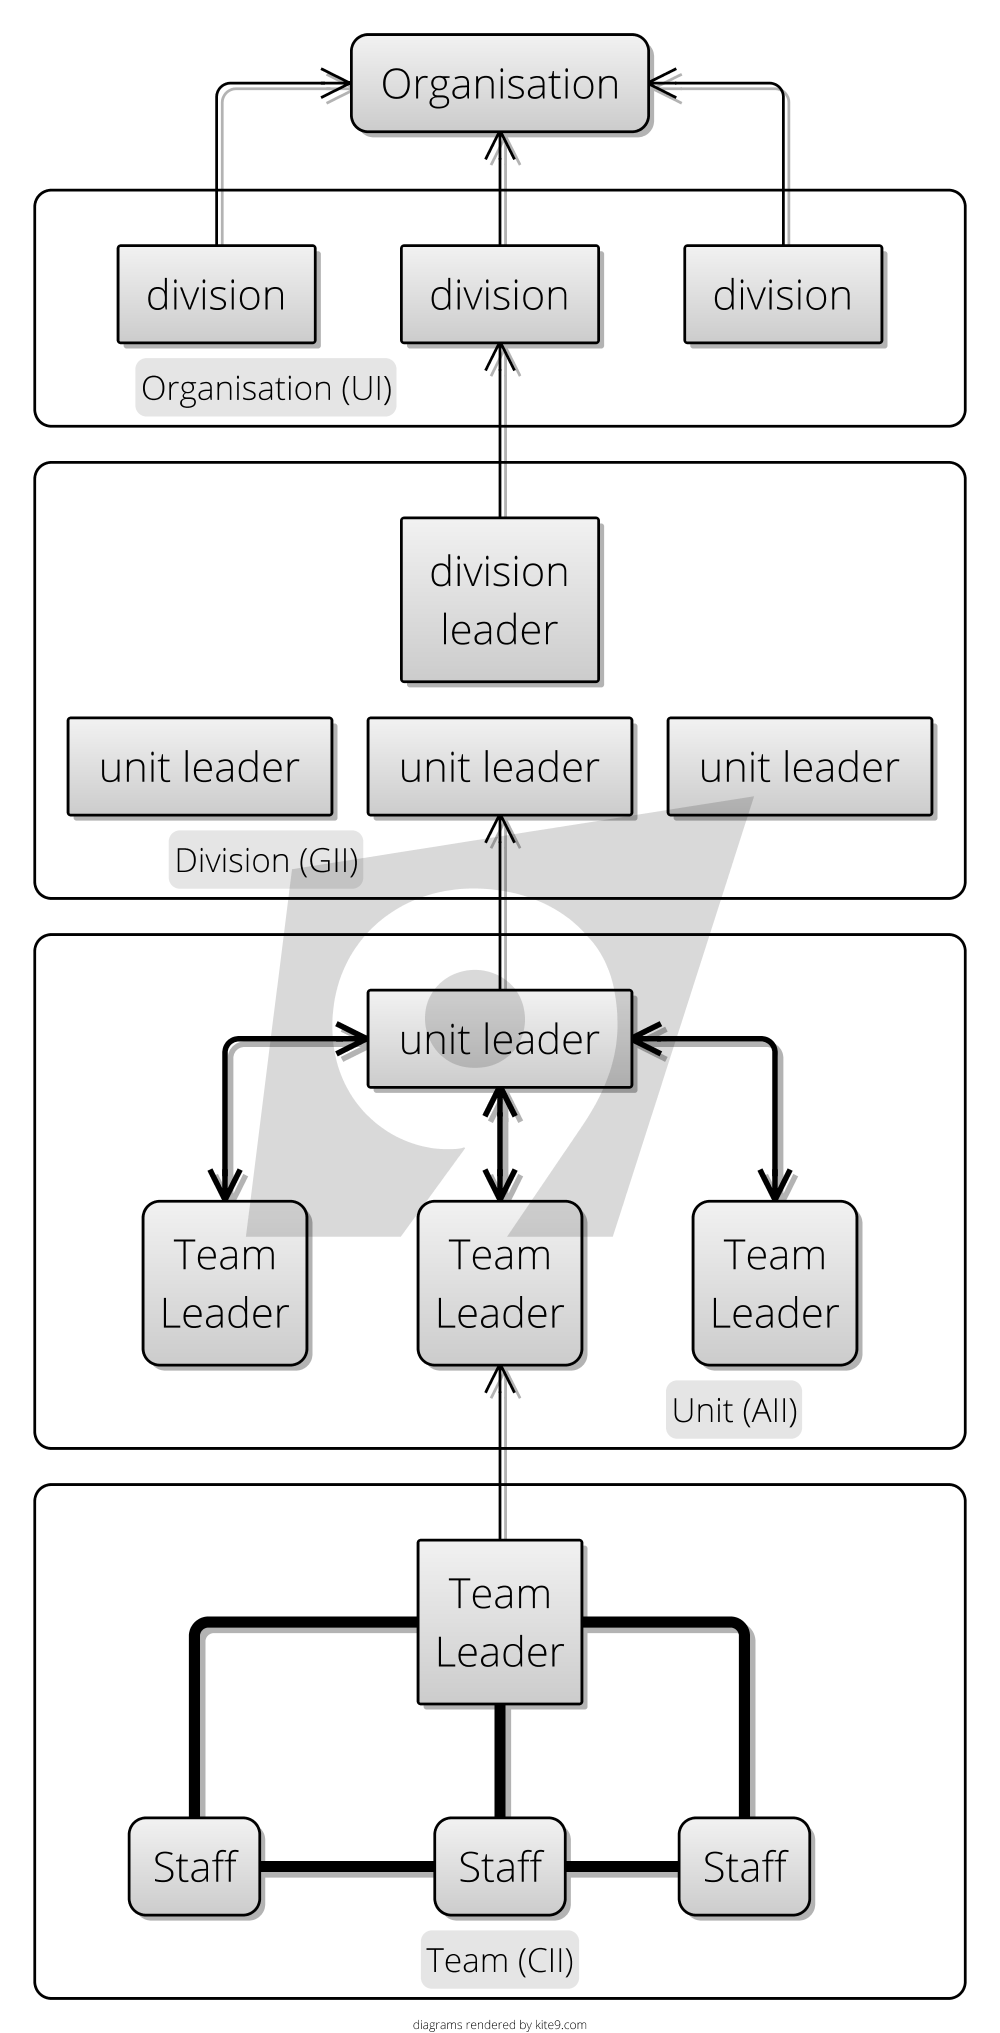 Organisation
division
division
division
Organisation (UI)
division
leader
unit leader
unit leader
unit leader
Division (GII)
unit leader
Team
Leader
Team
Leader
Team
Leader
Unit (AII)
Team
Leader
Staff
Staff
Staff
Team (CII)
diagrams rendered by kite9.com